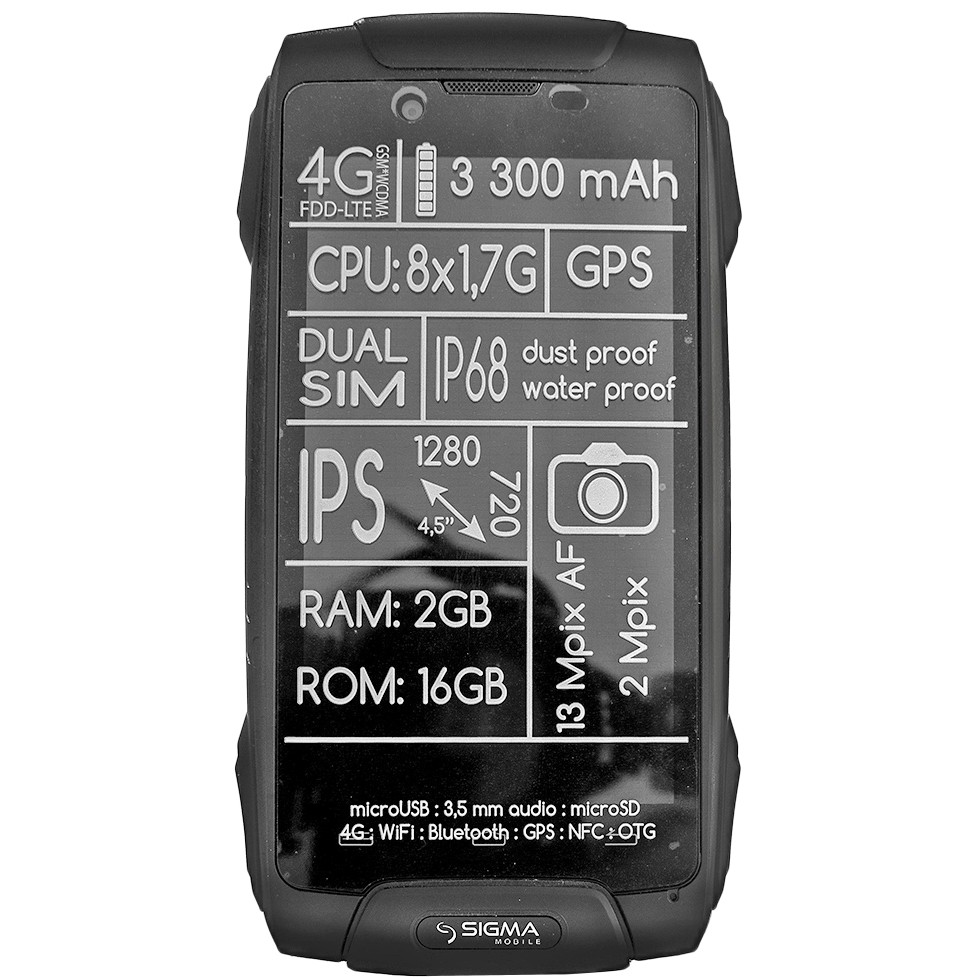 4G
GSM*WCDMA
FDD-LTE
3 300 mAh
CPU: 8x1,7G
GPS
DUAL
SIM
IP68
dust proof
water proof
IPS
1280
720
4,5’’
13 Mpix AF
2 Mpix
RAM: 2GB
ROM: 16GB
microUSB : 3,5 mm audio : microSD
4G : WiFi : Bluetooth : GPS : NFC : OTG
SIGMA
MOBILE